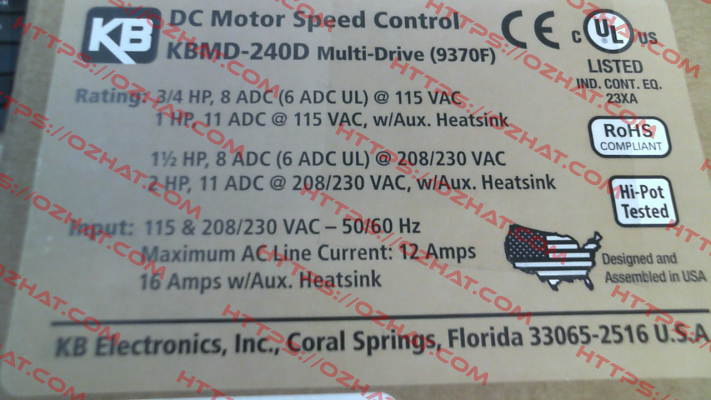 KB
DC Motor Speed Control
KBMD-240D Multi-Drive (9370F)
CE
C UL US
LISTED
IND. CONT. EQ.
23XA
Rating: 3/4 HP, 8 ADC (6 ADC UL) @ 115 VAC
1 HP, 11 ADC @ 115 VAC, w/Aux. Heatsink
1½ HP, 8 ADC (6 ADC UL) @ 208/230 VAC
2 HP, 11 ADC @ 208/230 VAC, w/Aux. Heatsink
RoHS
COMPLIANT
Hi-Pot
Tested
Input: 115 & 208/230 VAC – 50/60 Hz
Maximum AC Line Current: 12 Amps
16 Amps w/Aux. Heatsink
Designed and
Assembled in USA
KB Electronics, Inc., Coral Springs, Florida 33065-2516 U.S.A
HTTPS://OZHAT.COM